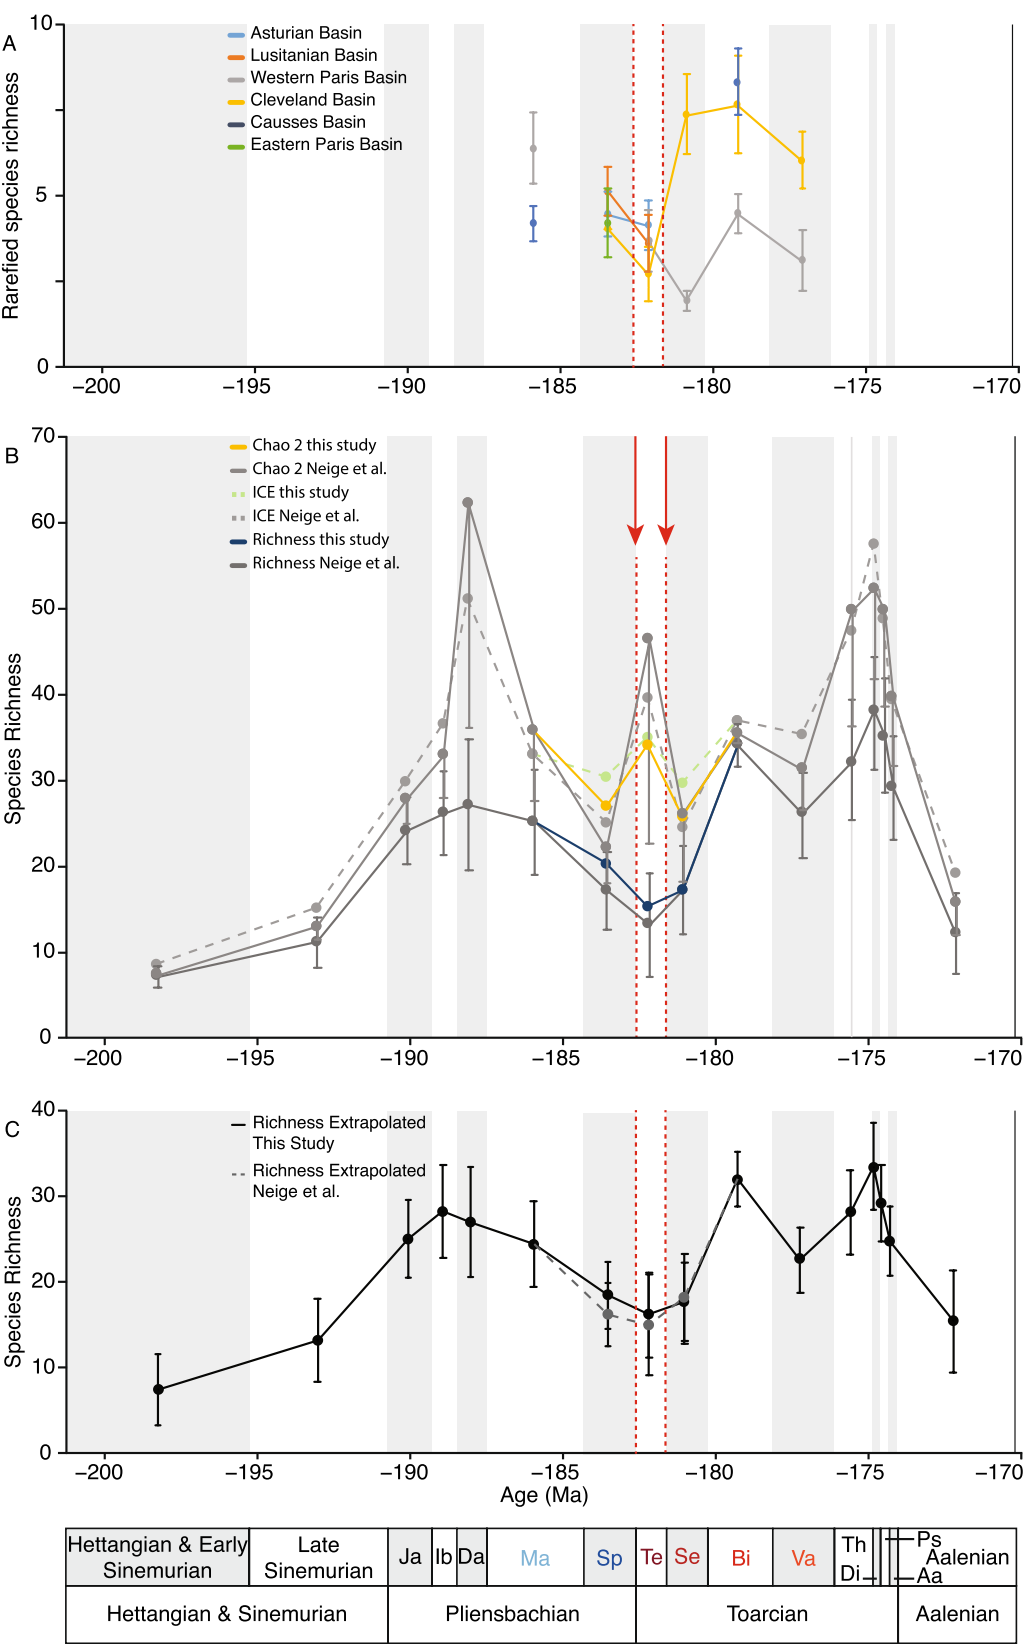 A
Rarefied species richness
10
5
0
Asturian Basin
Lusitanian Basin
Western Paris Basin
Cleveland Basin
Causses Basin
Eastern Paris Basin
−200 −195 −190 −185 −180 −175 −170
B
Species Richness
70
60
50
40
30
20
10
0
Chao 2 this study
Chao 2 Neige et al.
ICE this study
ICE Neige et al.
Richness this study
Richness Neige et al.
−200 −195 −190 −185 −180 −175 −170
C
Species Richness
40
30
20
10
0
Richness Extrapolated
This Study
Richness Extrapolated
Neige et al.
−200 −195 −190 −185 −180 −175 −170
Age (Ma)
Hettangian & Early
Sinemurian
Late
Sinemurian
Ja Ib Da Ma Sp Te Se Bi Va
Th
Di
Ps
Aalenian
Aa
Hettangian & Sinemurian Pliensbachian Toarcian Aalenian